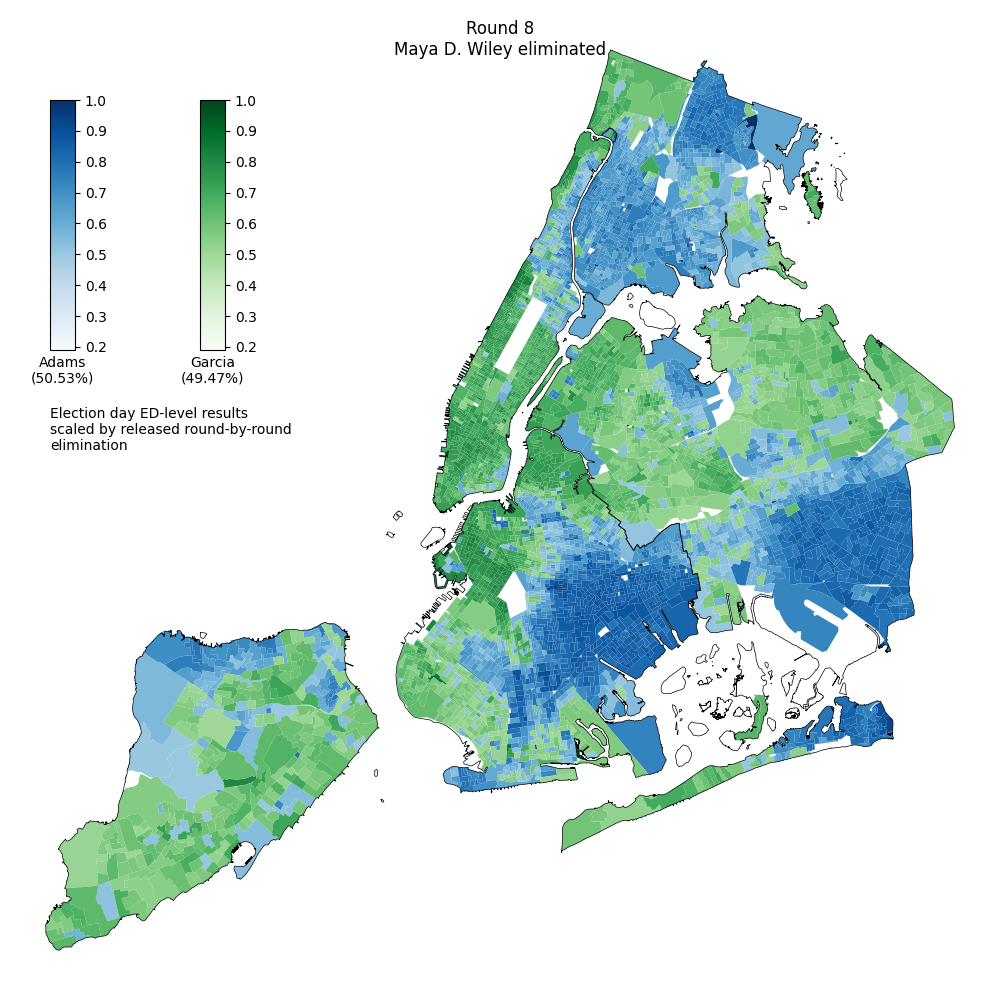 Round 8
Maya D. Wiley eliminated
1.0
0.9
0.8
0.7
0.6
0.5
0.4
0.3
0.2
Adams
(50.53%)
1.0
0.9
0.8
0.7
0.6
0.5
0.4
0.3
0.2
Garcia
(49.47%)
Election day ED-level results
scaled by released round-by-round
elimination